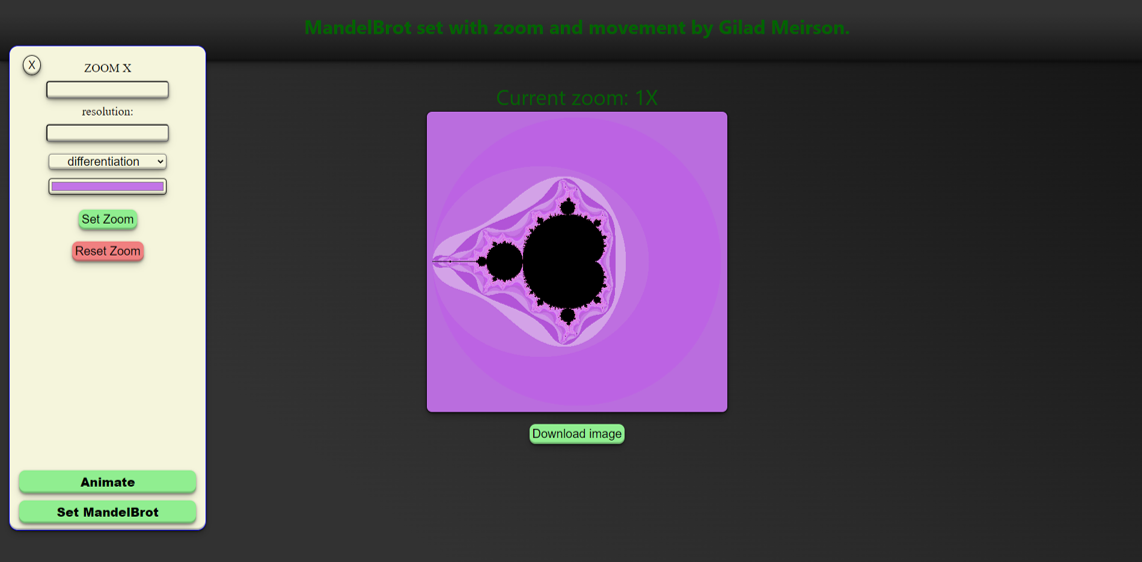 MandelBrot set with zoom and movement by Gilad Meirson.
X
ZOOM X
resolution:
differentiation
Set Zoom
Reset Zoom
Animate
Set MandelBrot
Current zoom: 1X
Download image